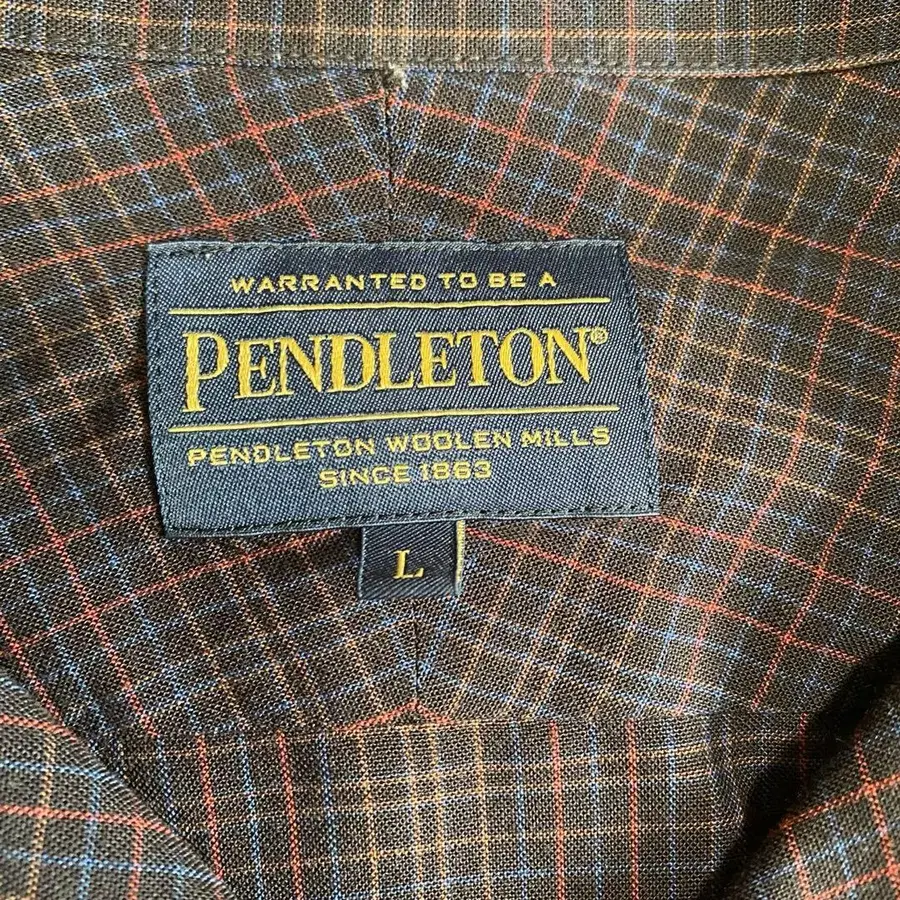 WARRANTED TO BE A
PENDLETON®
PENDLETON WOOLEN MILLS
SINCE 1863
L